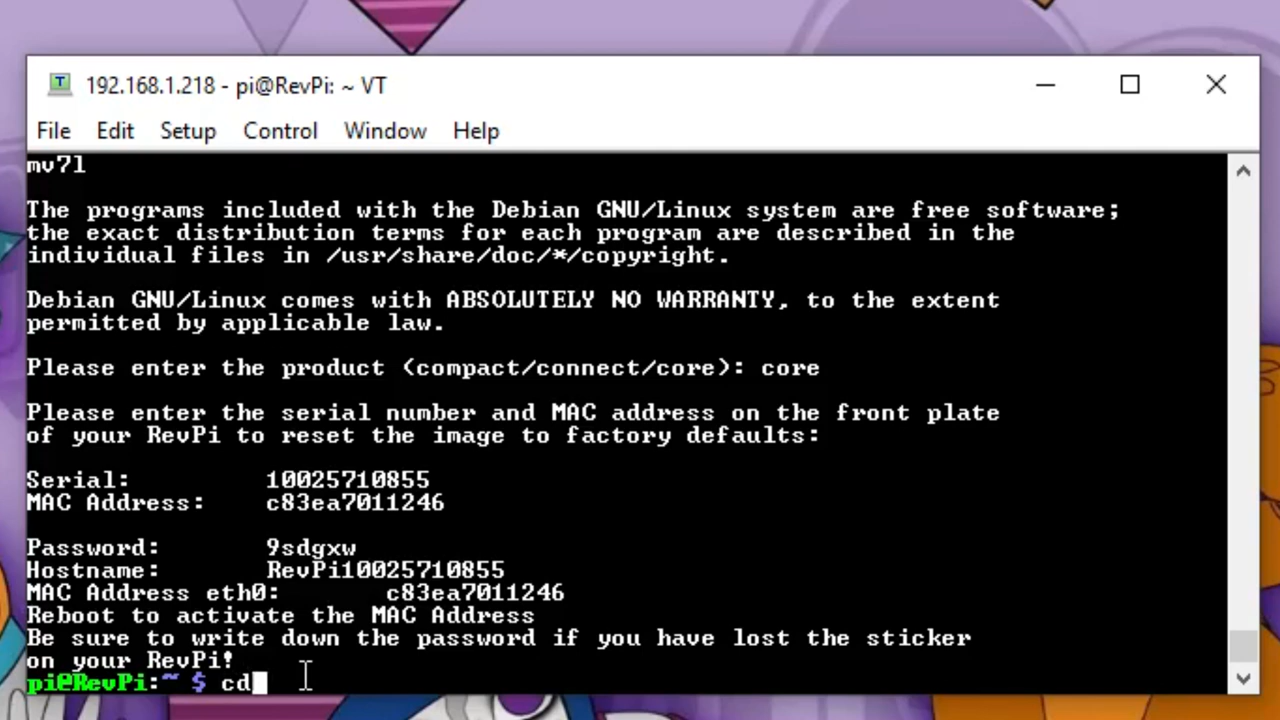 192.168.1.218 - pi@RevPi: ~ VT
File Edit Setup Control Window Help
mv7l
The programs included with the Debian GNU/Linux system are free software;
the exact distribution terms for each program are described in the
individual files in /usr/share/doc/*/copyright.
Debian GNU/Linux comes with ABSOLUTELY NO WARRANTY, to the extent
permitted by applicable law.
Please enter the product (compact/connect/core): core
Please enter the serial number and MAC address on the front plate
of your RevPi to reset the image to factory defaults:
Serial: 10025710855
MAC Address: c83ea7011246
Password: 9sdgxw
Hostname: RevPi10025710855
MAC Address eth0: c83ea7011246
Reboot to activate the MAC Address
Be sure to write down the password if you have lost the sticker
on your RevPi!
pi@RevPi:~ $ cd